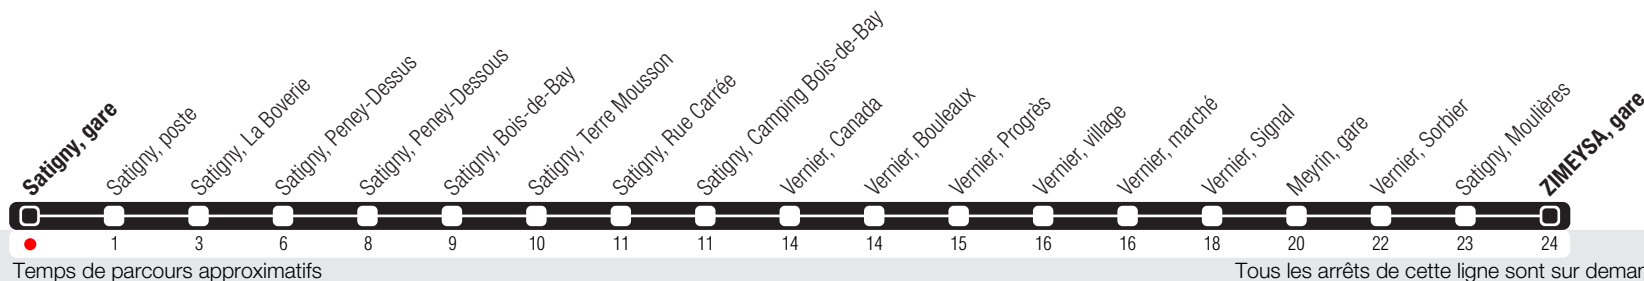 Satigny, gare
Satigny, poste
Satigny, La Boverie
Satigny, Peney-Dessus
Satigny, Peney-Dessous
Satigny, Bois-de-Bay
Satigny, Terre Mousson
Satigny, Rue Carrée
Satigny, Camping Bois-de-Bay
Vernier, Canada
Vernier, Bouleaux
Vernier, Progrès
Vernier, village
Vernier, marché
Vernier, Signal
Meyrin, gare
Vernier, Sorbier
Satigny, Moulières
ZIMEYSA, gare
1 3 6 8 9 10 11 11 14 14 15 16 16 18 20 22 23 24
Temps de parcours approximatifs
Tous les arrêts de cette ligne sont sur